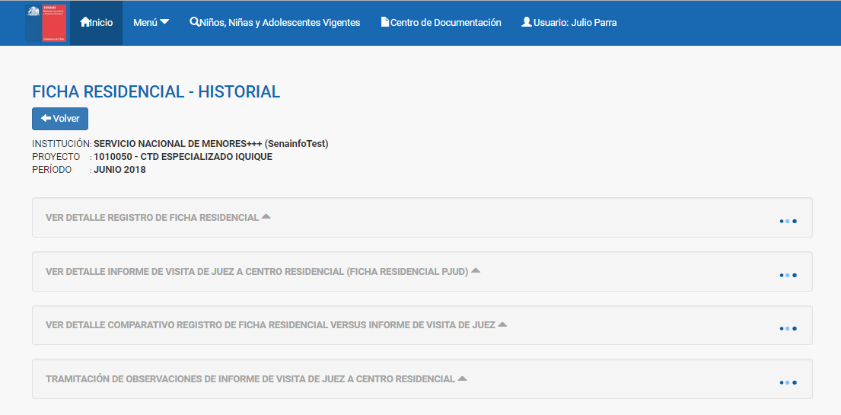 Inicio
Menú
Niños, Niñas y Adolescentes Vigentes
Centro de Documentación
Usuario: Julio Parra
FICHA RESIDENCIAL - HISTORIAL
Volver
INSTITUCIÓN: SERVICIO NACIONAL DE MENORES+++ (SenainfoTest)
PROYECTO : 1010050 - CTD ESPECIALIZADO IQUIQUE
PERÍODO : JUNIO 2018
VER DETALLE REGISTRO DE FICHA RESIDENCIAL
VER DETALLE INFORME DE VISITA DE JUEZ A CENTRO RESIDENCIAL (FICHA RESIDENCIAL PJUD)
VER DETALLE COMPARATIVO REGISTRO DE FICHA RESIDENCIAL VERSUS INFORME DE VISITA DE JUEZ
TRAMITACIÓN DE OBSERVACIONES DE INFORME DE VISITA DE JUEZ A CENTRO RESIDENCIAL